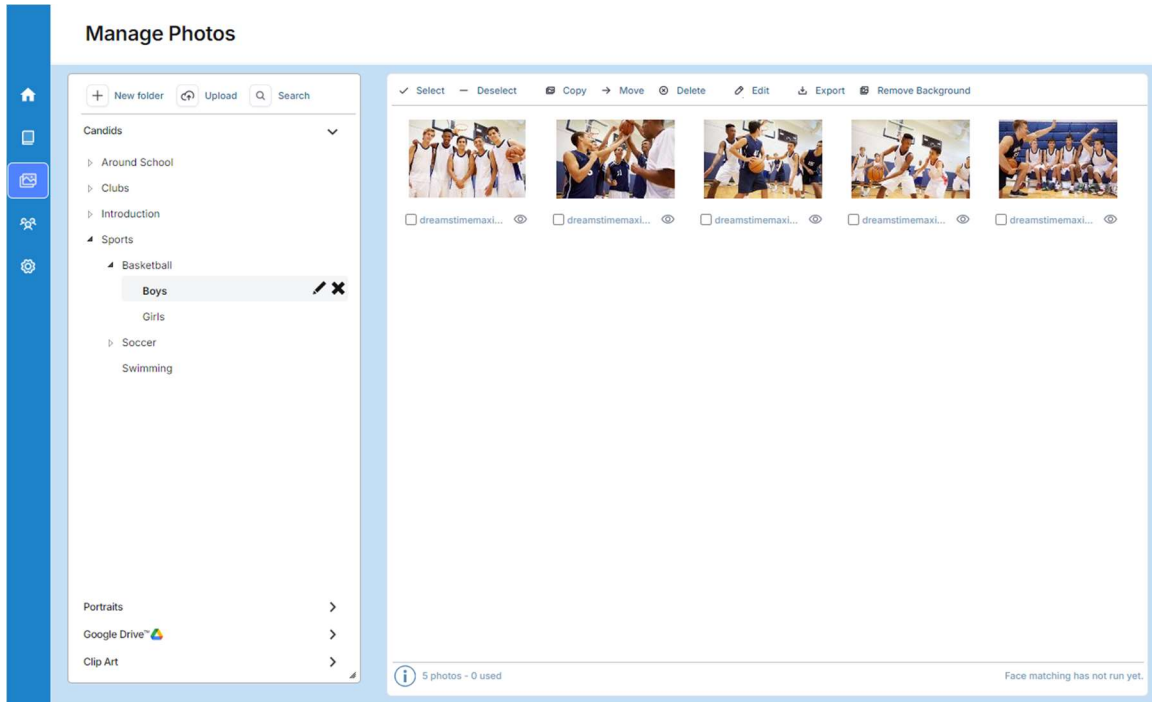 Manage Photos
New folder Upload Search
Candids
Around School
Clubs
Introduction
Sports
Basketball
Boys
Girls
Soccer
Swimming
Portraits
Google Drive™
Clip Art
Select Deselect Copy Move Delete Edit Export Remove Background
dreamstimemaxi... dreamstimemaxi... dreamstimemaxi... dreamstimemaxi... dreamstimemaxi...
5 photos - 0 used Face matching has not run yet.